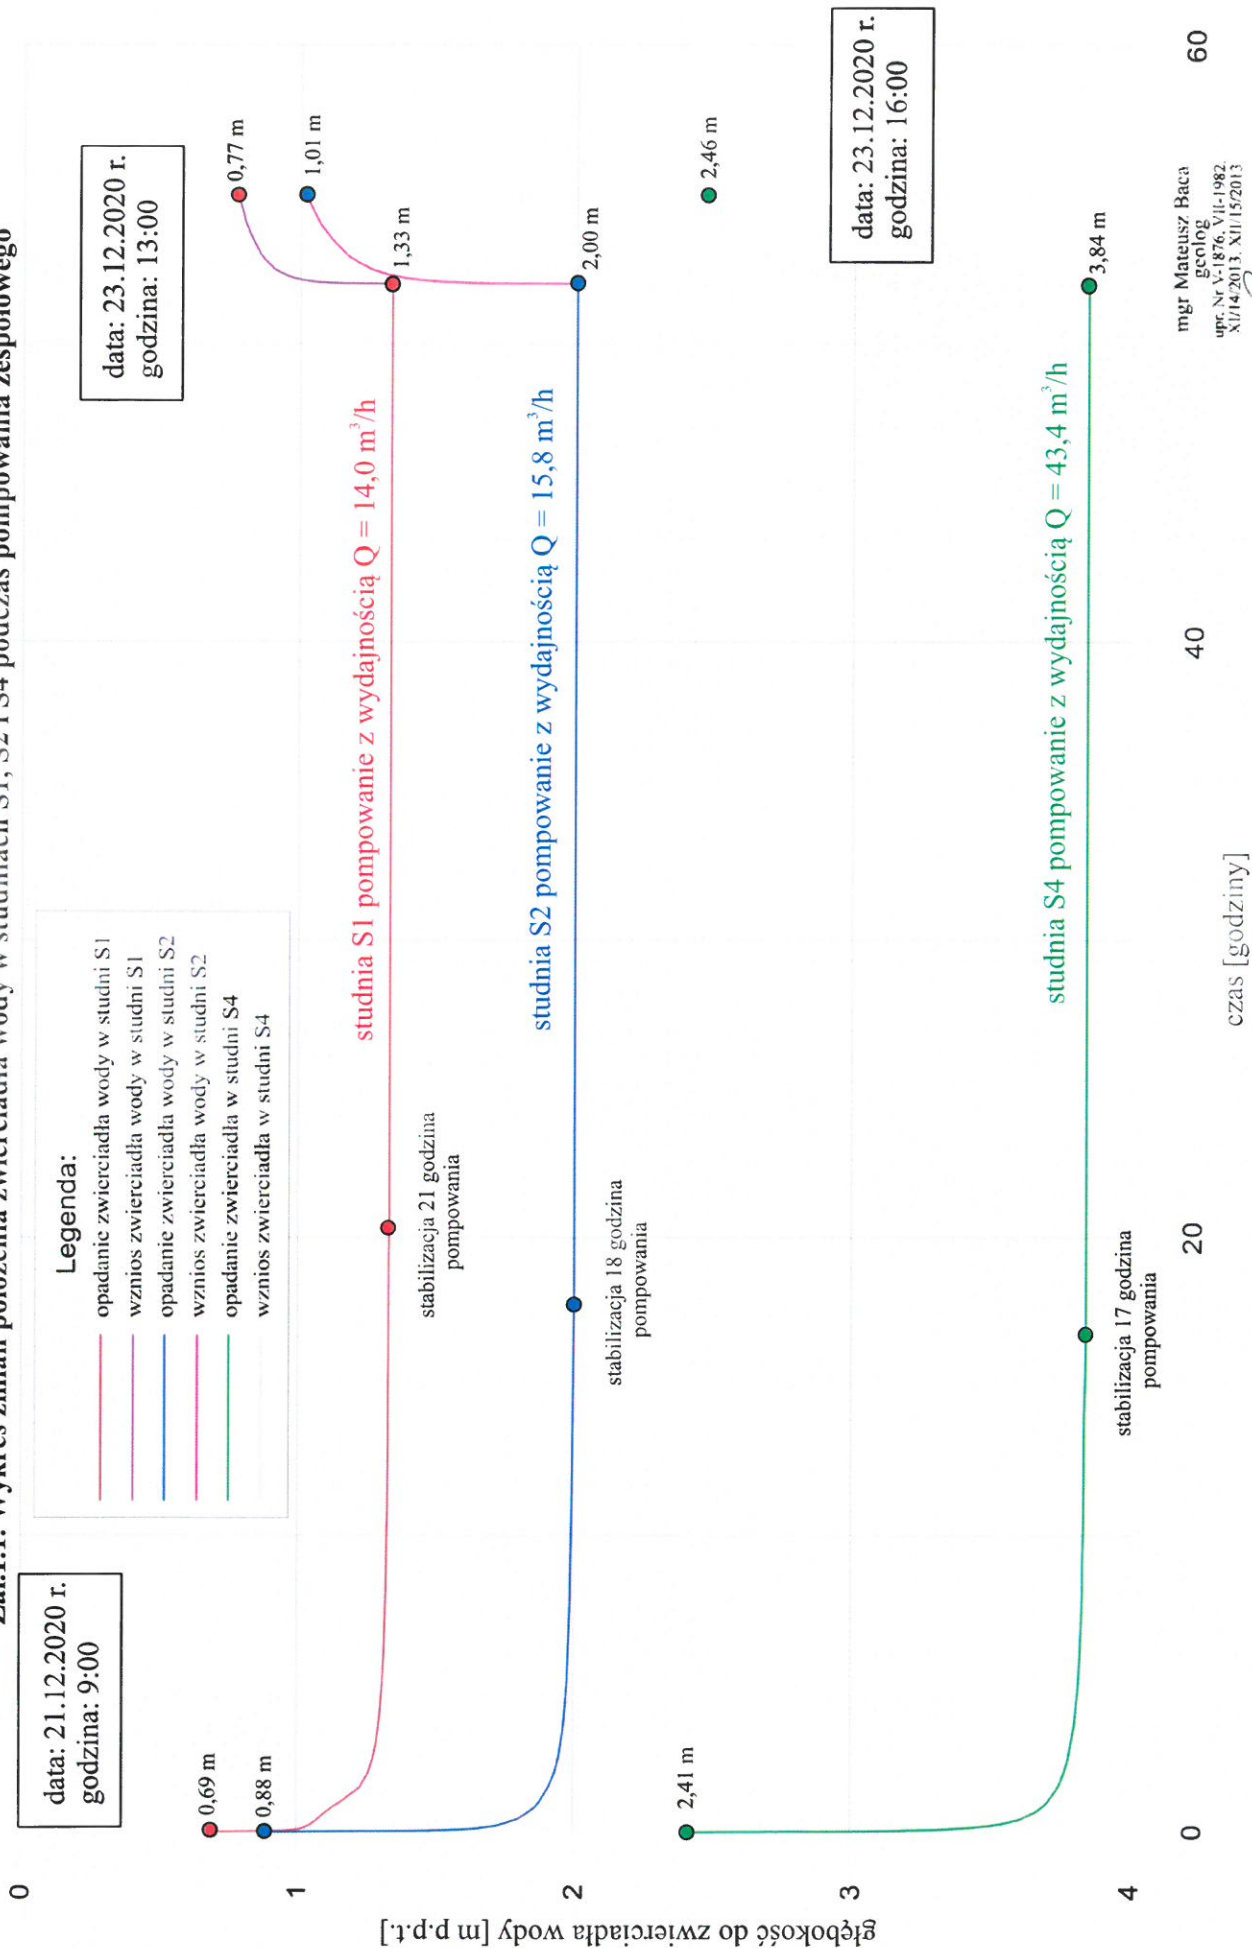 Zał.1.1. Wykres zmian położenia zwierciadła wody w studniach S1, S2 i S4 podczas pompowania zespołowego
data: 21.12.2020 r.
godzina: 9:00
data: 23.12.2020 r.
godzina: 13:00
Legenda:
opadanie zwierciadła wody w studni S1
wznios zwierciadła wody w studni S1
opadanie zwierciadła wody w studni S2
wznios zwierciadła wody w studni S2
opadanie zwierciadła w studni S4
wznios zwierciadła w studni S4
głębokość do zwierciadła wody [m p.p.t.]
0
1
2
3
4
0,69 m
0,88 m
2,41 m
0,77 m
1,01 m
1,33 m
2,00 m
2,46 m
3,84 m
studnia S1 pompowanie z wydajnością Q = 14,0 m³/h
stabilizacja 21 godzina
pompowania
studnia S2 pompowanie z wydajnością Q = 15,8 m³/h
stabilizacja 18 godzina
pompowania
studnia S4 pompowanie z wydajnością Q = 43,4 m³/h
stabilizacja 17 godzina
pompowania
data: 23.12.2020 r.
godzina: 16:00
0
20
40
60
czas [godziny]
mgr Mateusz Baca
geolog
upr. Nr V-1876, VII-1982
XI/14/2013, XII/15/2013